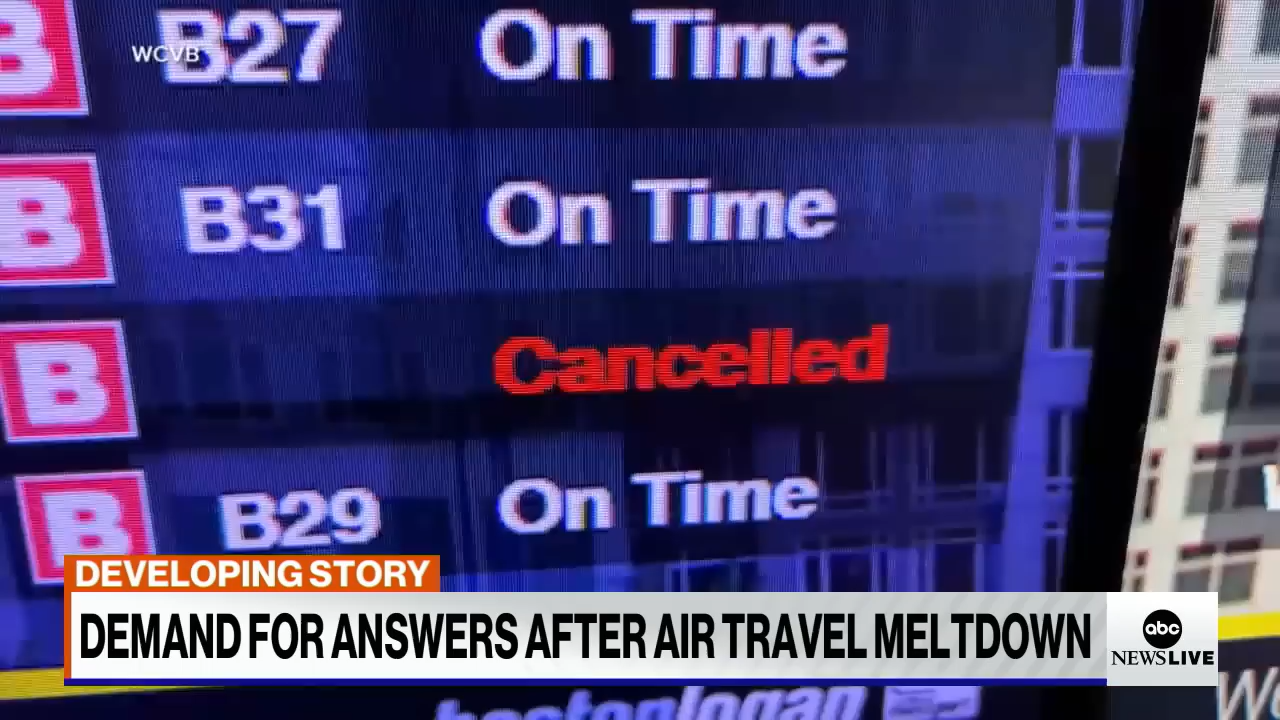 B B27 On Time
WCVB
B B31 On Time
B Cancelled
B B29 On Time
DEVELOPING STORY
DEMAND FOR ANSWERS AFTER AIR TRAVEL MELTDOWN
abc
NEWS LIVE
bostonlogan